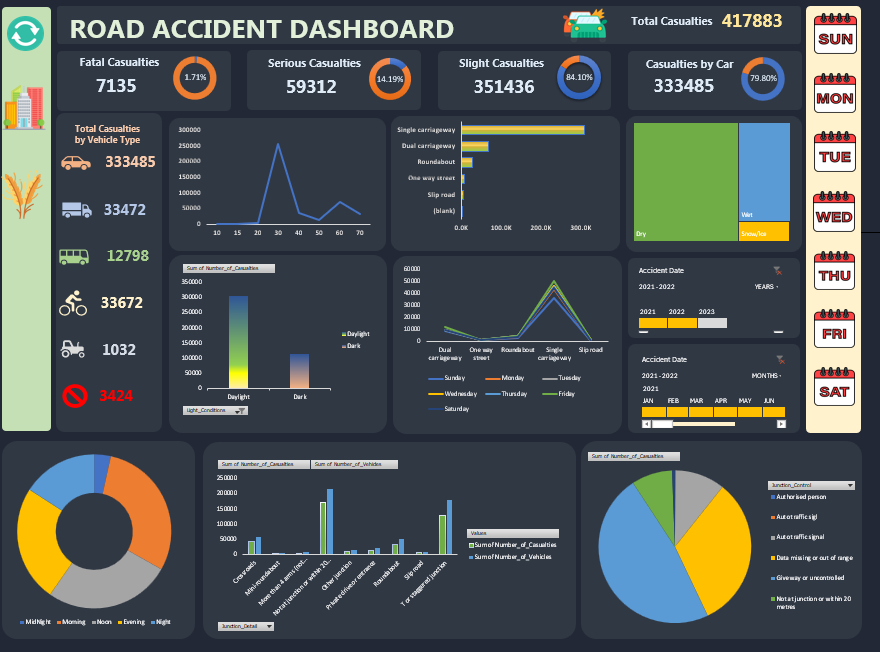 ROAD ACCIDENT DASHBOARD
Total Casualties 417883
Fatal Casualties
7135
1.71%
Serious Casualties
59312
14.19%
Slight Casualties
351436
84.10%
Casualties by Car
333485
79.80%
SUN
MON
TUE
WED
THU
FRI
SAT
Total Casualties
by Vehicle Type
333485
33472
12798
33672
1032
3424
300000
250000
200000
150000
100000
50000
0
10 15 20 30 40 50 60 70
Single carriageway
Dual carriageway
Roundabout
One way street
Slip road
(blank)
0.0K 100.0K 200.0K 300.0K
Dry
Wet
Snow/Ice
Sum of Number_of_Casualties
350000
300000
250000
200000
150000
100000
50000
0
Daylight Dark
Daylight
Dark
Light_Conditions
60000
50000
40000
30000
20000
10000
0
Dual carriageway
One way street
Roundabout
Single carriageway
Slip road
Sunday Monday Tuesday
Wednesday Thursday Friday
Saturday
Accident Date
2021-2022 YEARS
2021 2022 2023
Accident Date
2021-2022 MONTHS
2021
JAN FEB MAR APR MAY JUN
MidNight Morning Noon Evening Night
Sum of Number_of_Casualties Sum of Number_of_Vehicles
250000
200000
150000
100000
50000
0
Crossroads
Mini-roundabout
More than 4 arms (not...
Not at junction or within 20...
Other junction
Private drive or entrance
Roundabout
Slip road
T or staggered junction
Values
Sum of Number_of_Casualties
Sum of Number_of_Vehicles
Junction_Detail
Sum of Number_of_Casualties
Junction_Control
Authorised person
Auto traffic sigl
Auto traffic signal
Data missing or out of range
Give way or uncontrolled
Not at junction or within 20
metres